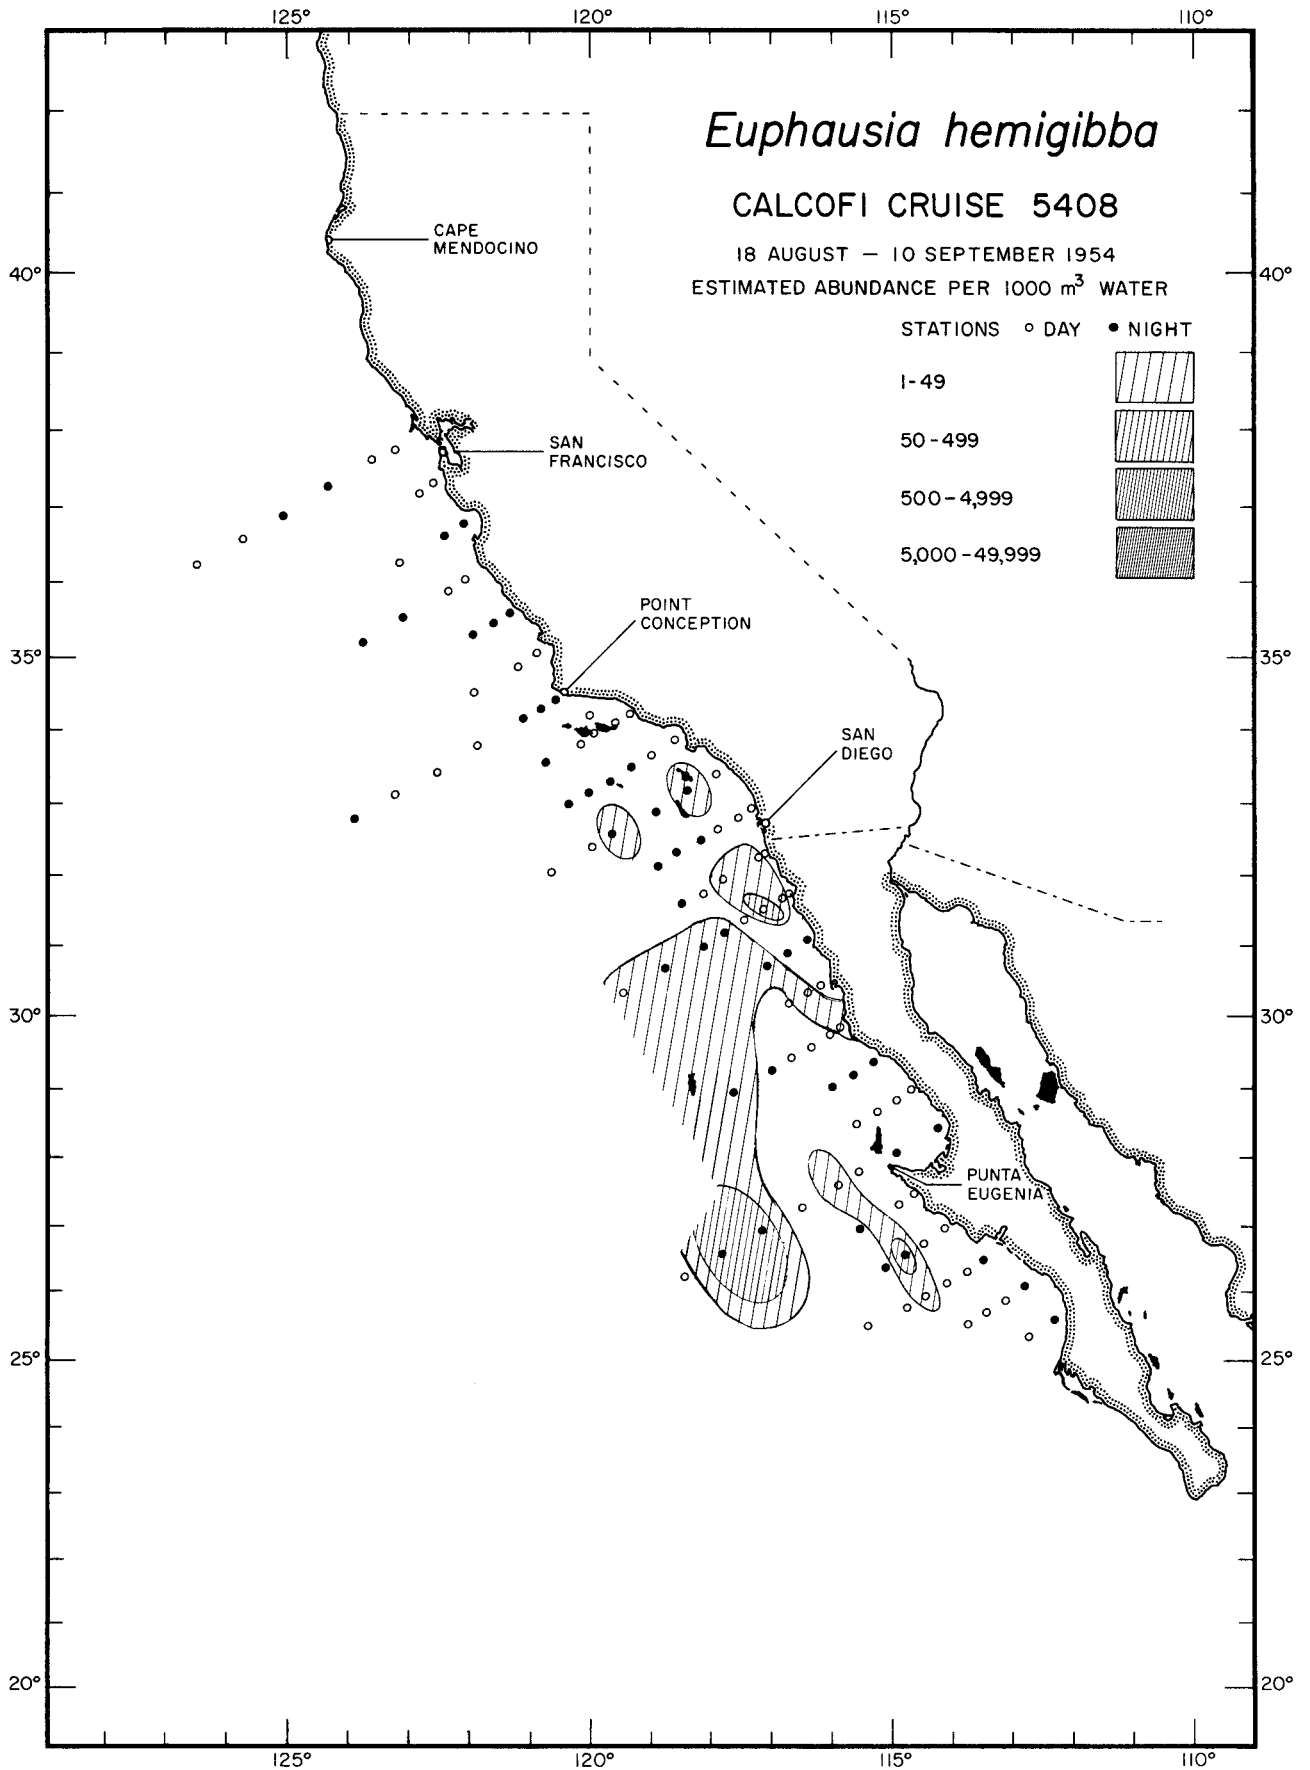 125° 120° 115° 110°
Euphausia hemigibba
CALCOFI CRUISE 5408
18 AUGUST — 10 SEPTEMBER 1954
ESTIMATED ABUNDANCE PER 1000 m³ WATER
STATIONS ○ DAY ● NIGHT
1-49
50-499
500-4,999
5,000-49,999
CAPE
MENDOCINO
40° 40°
SAN
FRANCISCO
POINT
CONCEPTION
35° 35°
SAN
DIEGO
30° 30°
PUNTA
EUGENIA
25° 25°
20° 20°
125° 120° 115° 110°